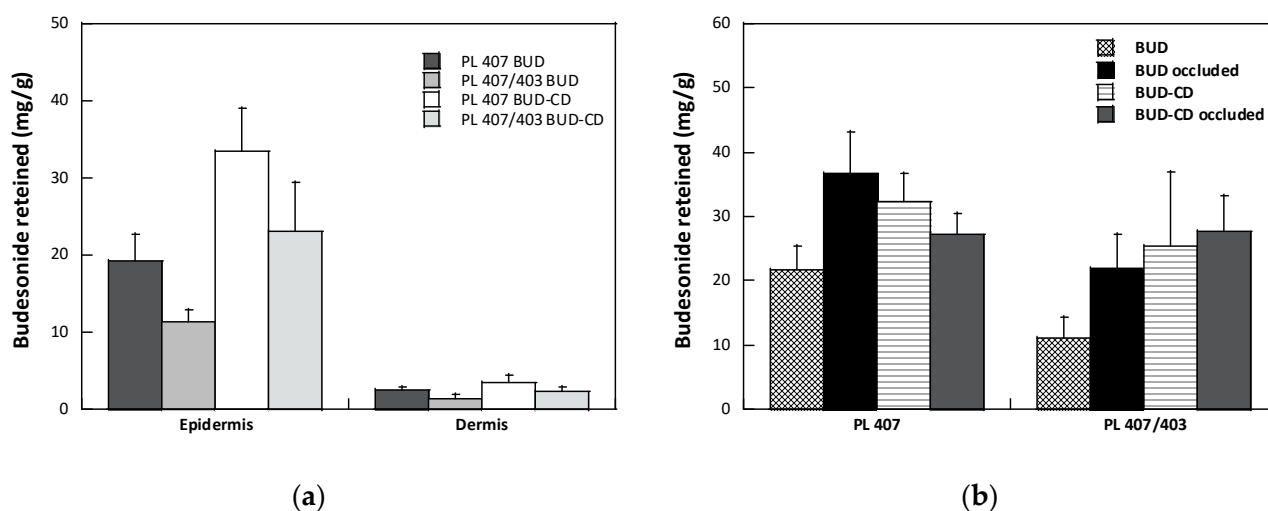 Budesonide reteined (mg/g)
50
40
30
20
10
0
PL 407 BUD
PL 407/403 BUD
PL 407 BUD-CD
PL 407/403 BUD-CD
Epidermis
Dermis
(a)
Budesonide reteined (mg/g)
60
50
40
30
20
10
0
BUD
BUD occluded
BUD-CD
BUD-CD occluded
PL 407
PL 407/403
(b)